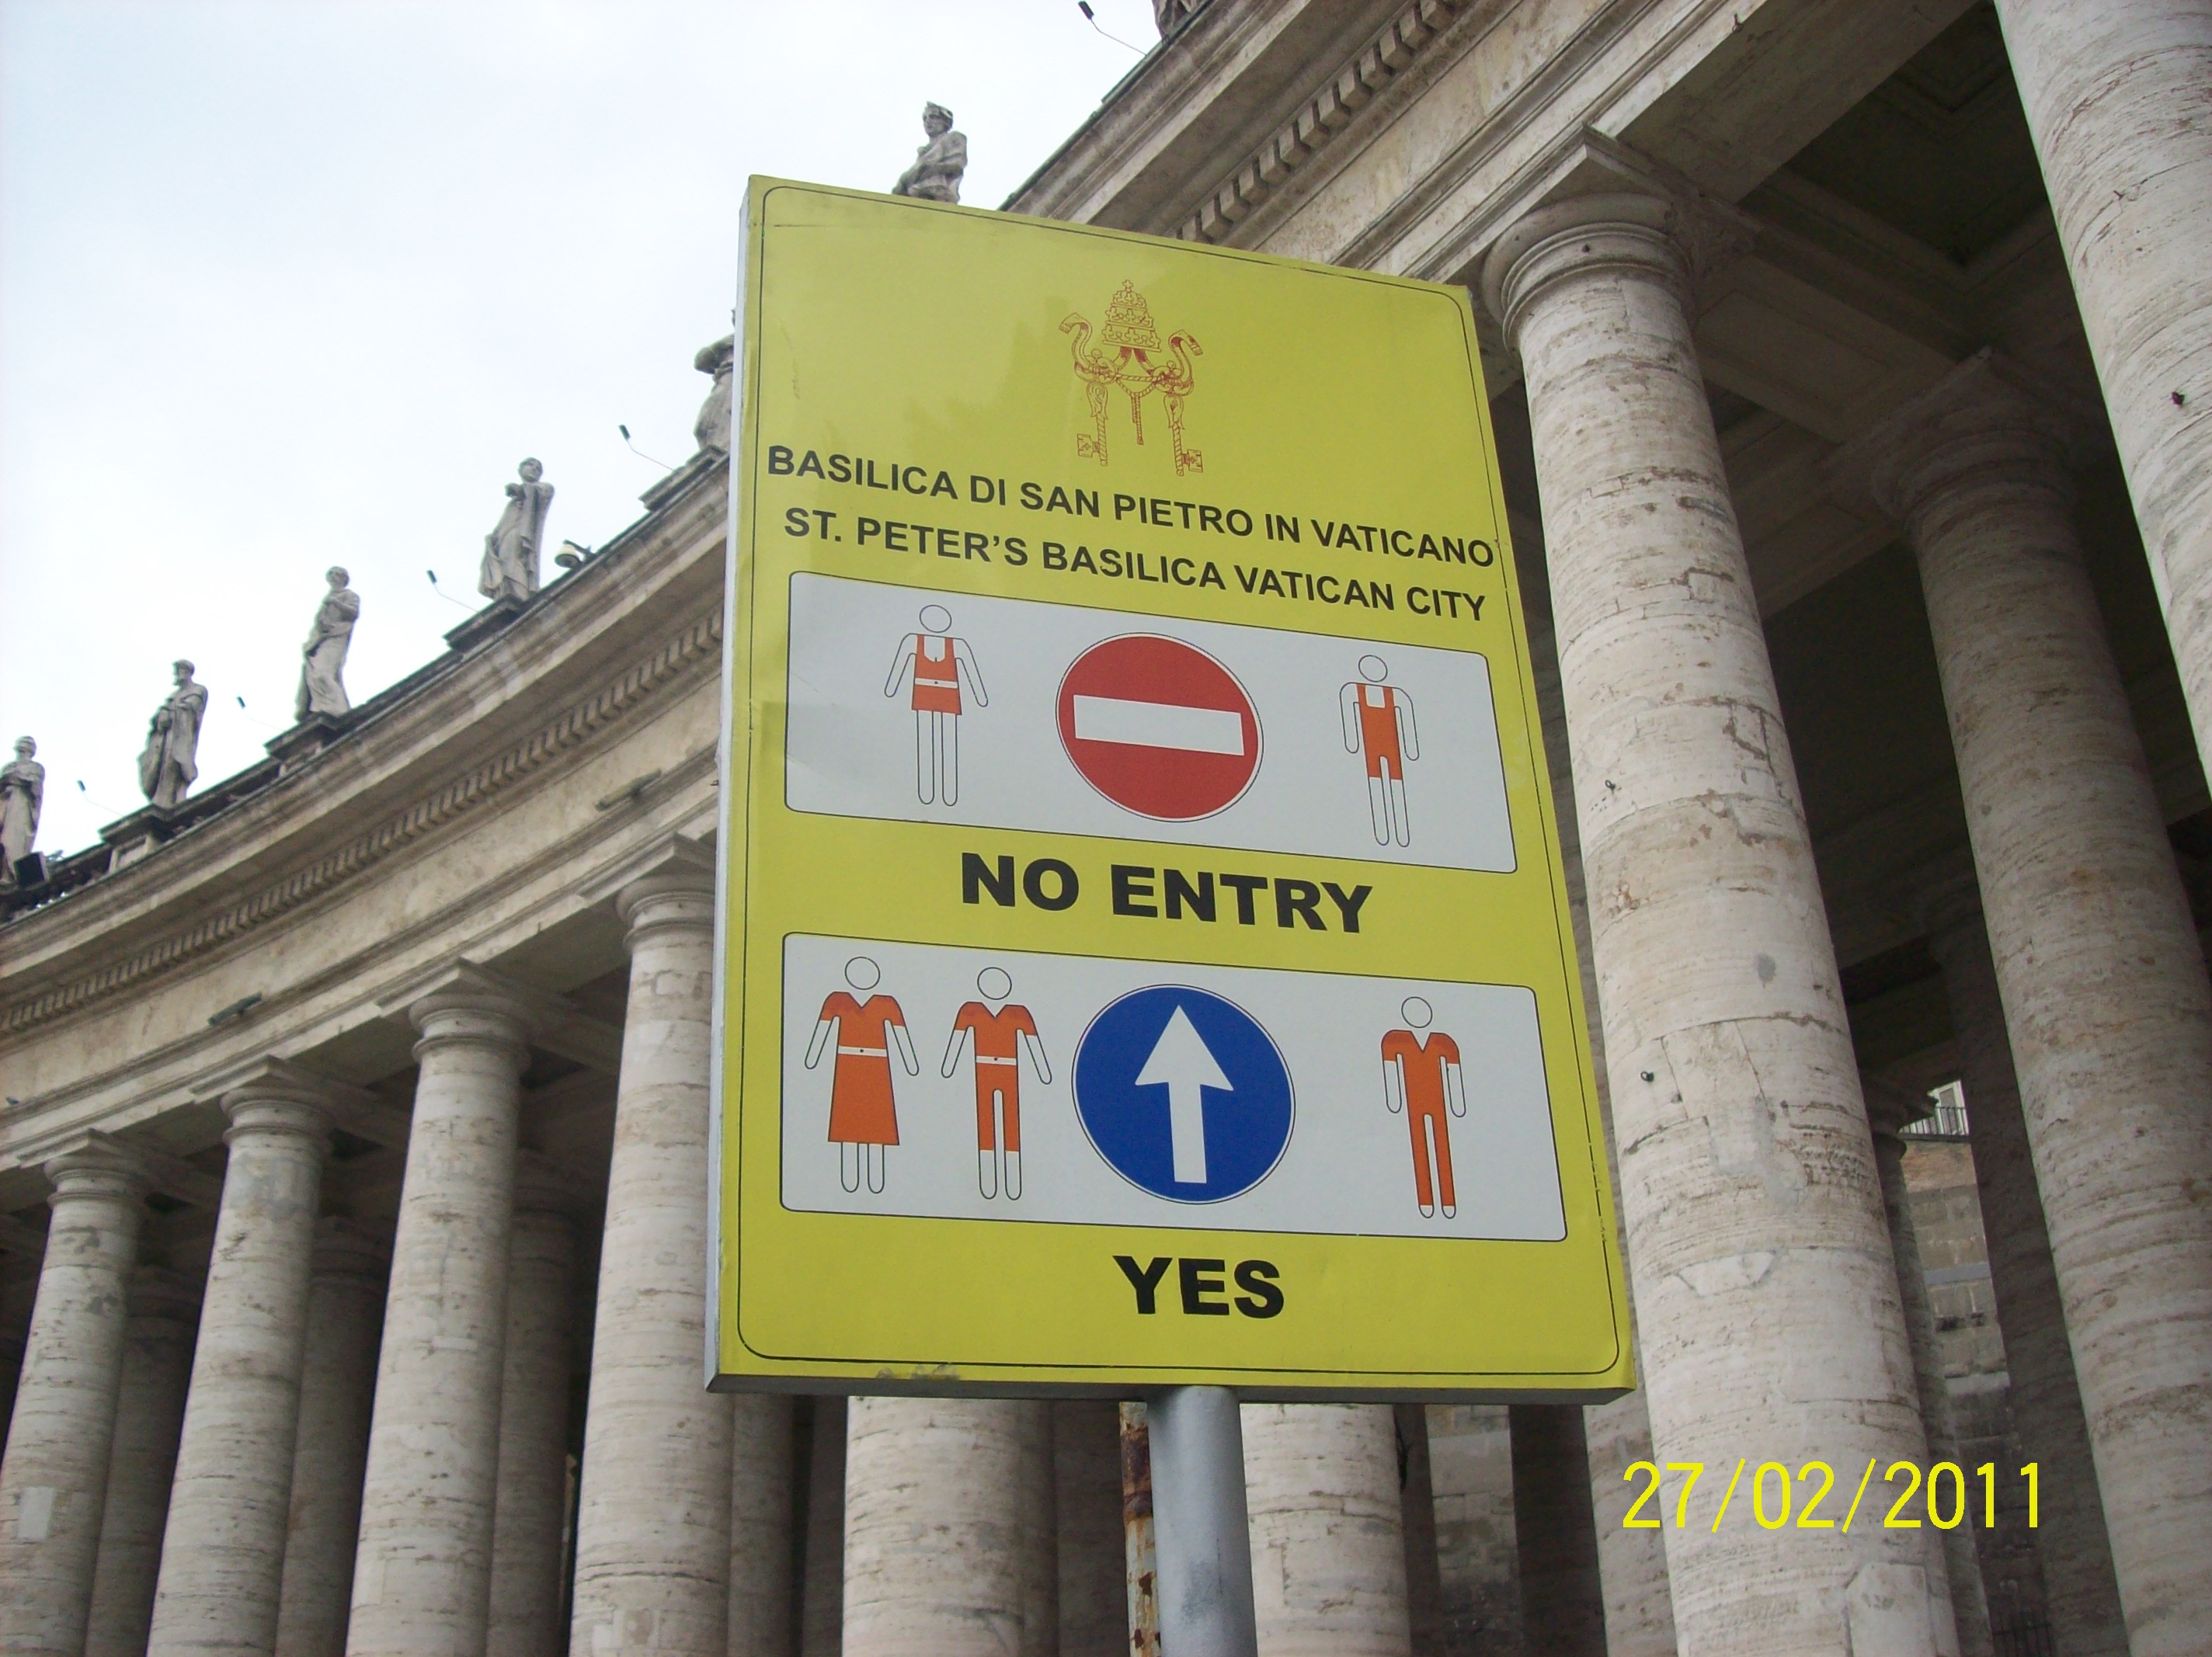 BASILICA DI SAN PIETRO IN VATICANO
ST. PETER'S BASILICA VATICAN CITY
NO ENTRY
YES
27/02/2011